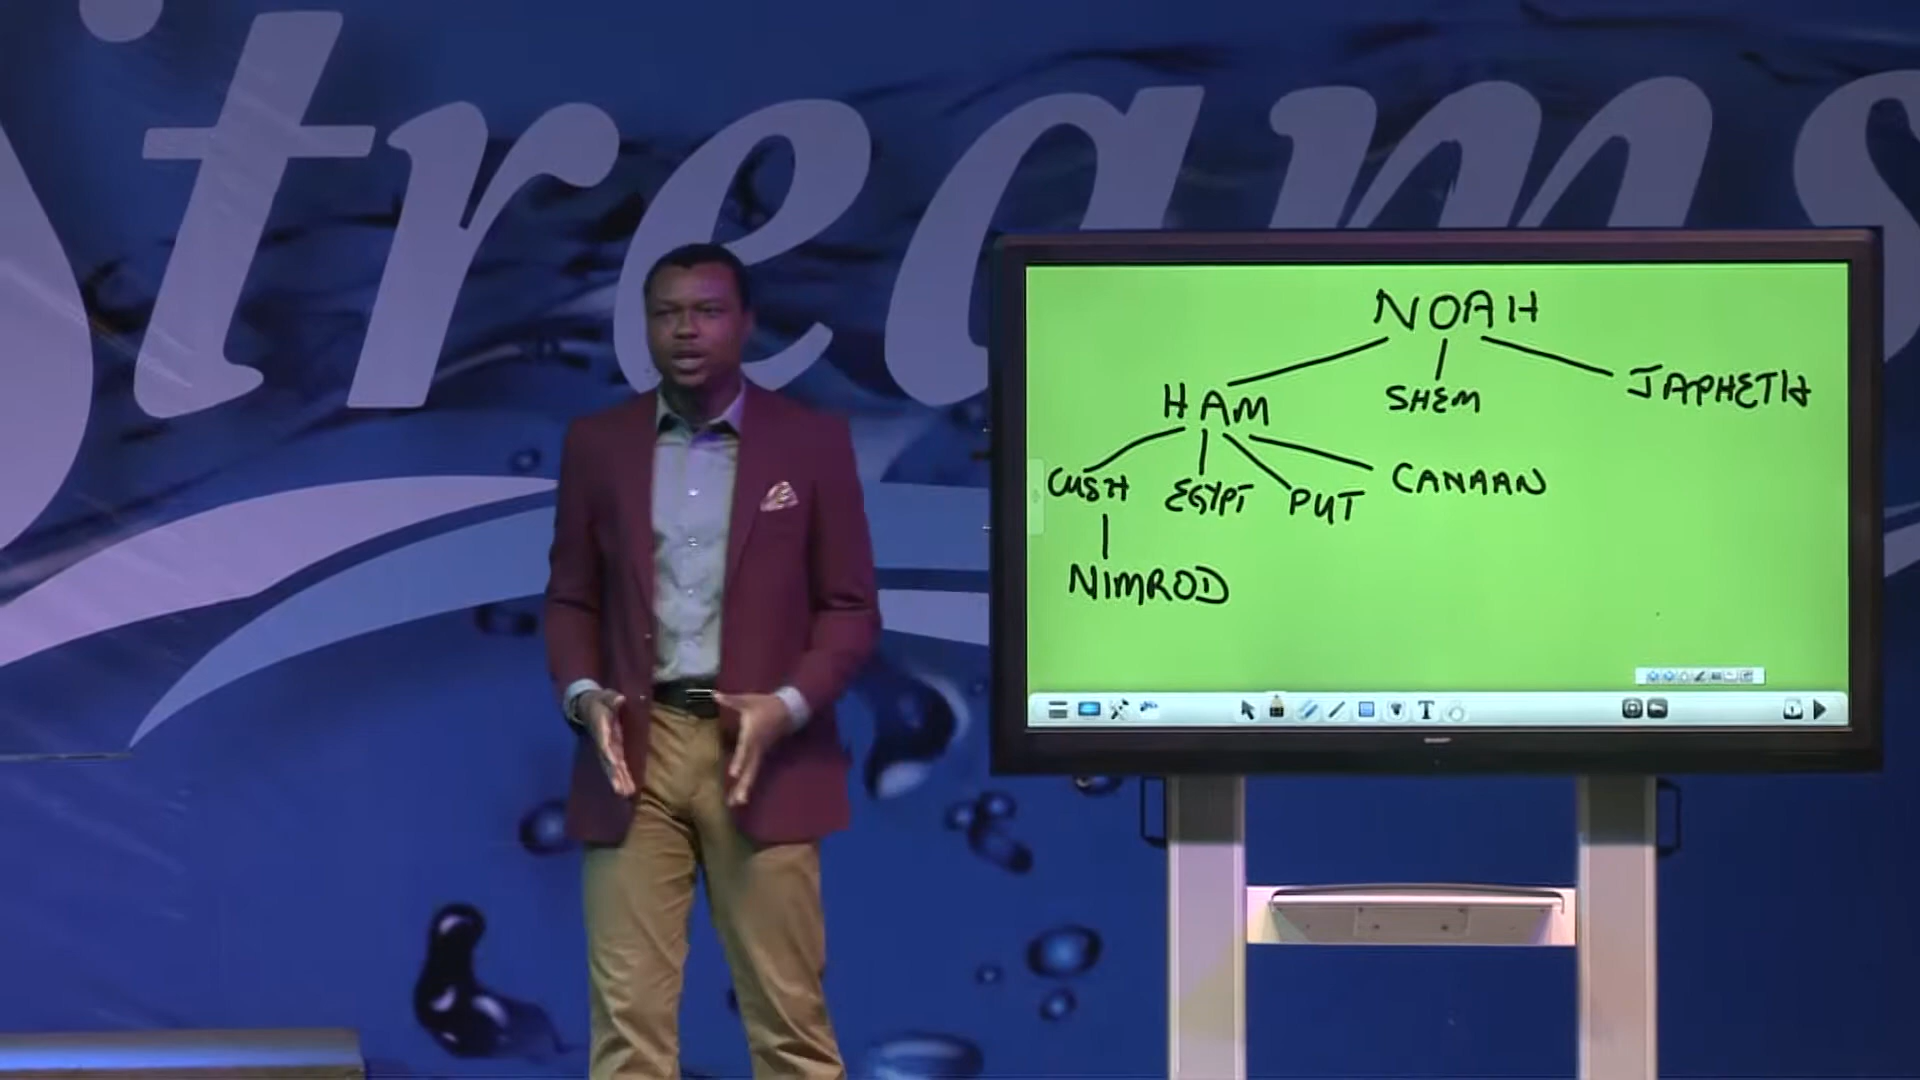 Streams
NOAH
HAM SHEM JAPHETH
CUSH EGYPT PUT CANAAN
NIMROD
T